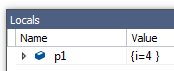 Locals
Name Value
p1 {i=4 }